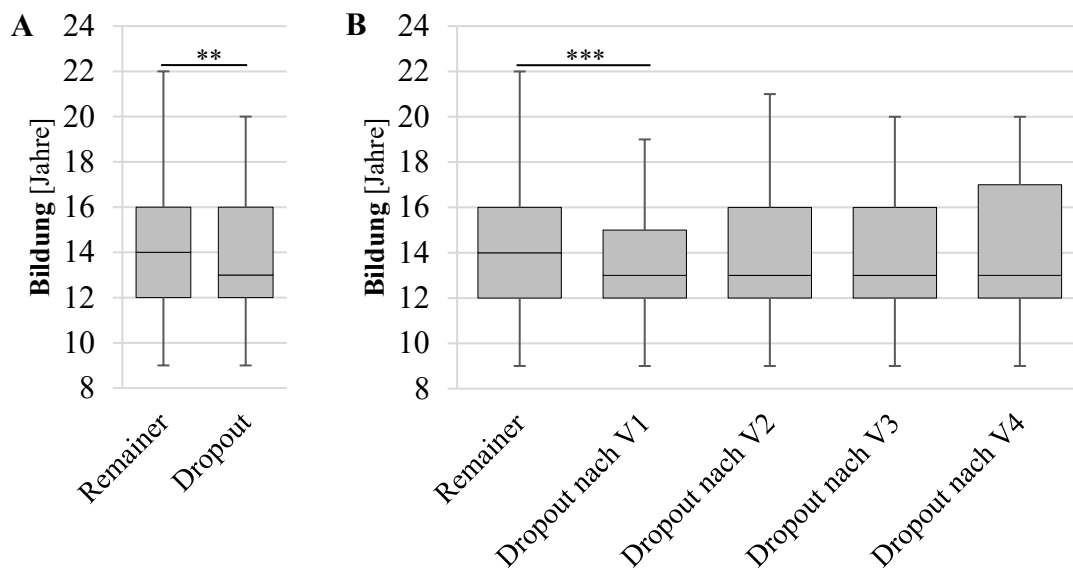 A
Bildung [Jahre]
24
22
20
18
16
14
12
10
8
**
Remainer
Dropout
B
Bildung [Jahre]
24
22
20
18
16
14
12
10
8
***
Remainer
Dropout nach V1
Dropout nach V2
Dropout nach V3
Dropout nach V4